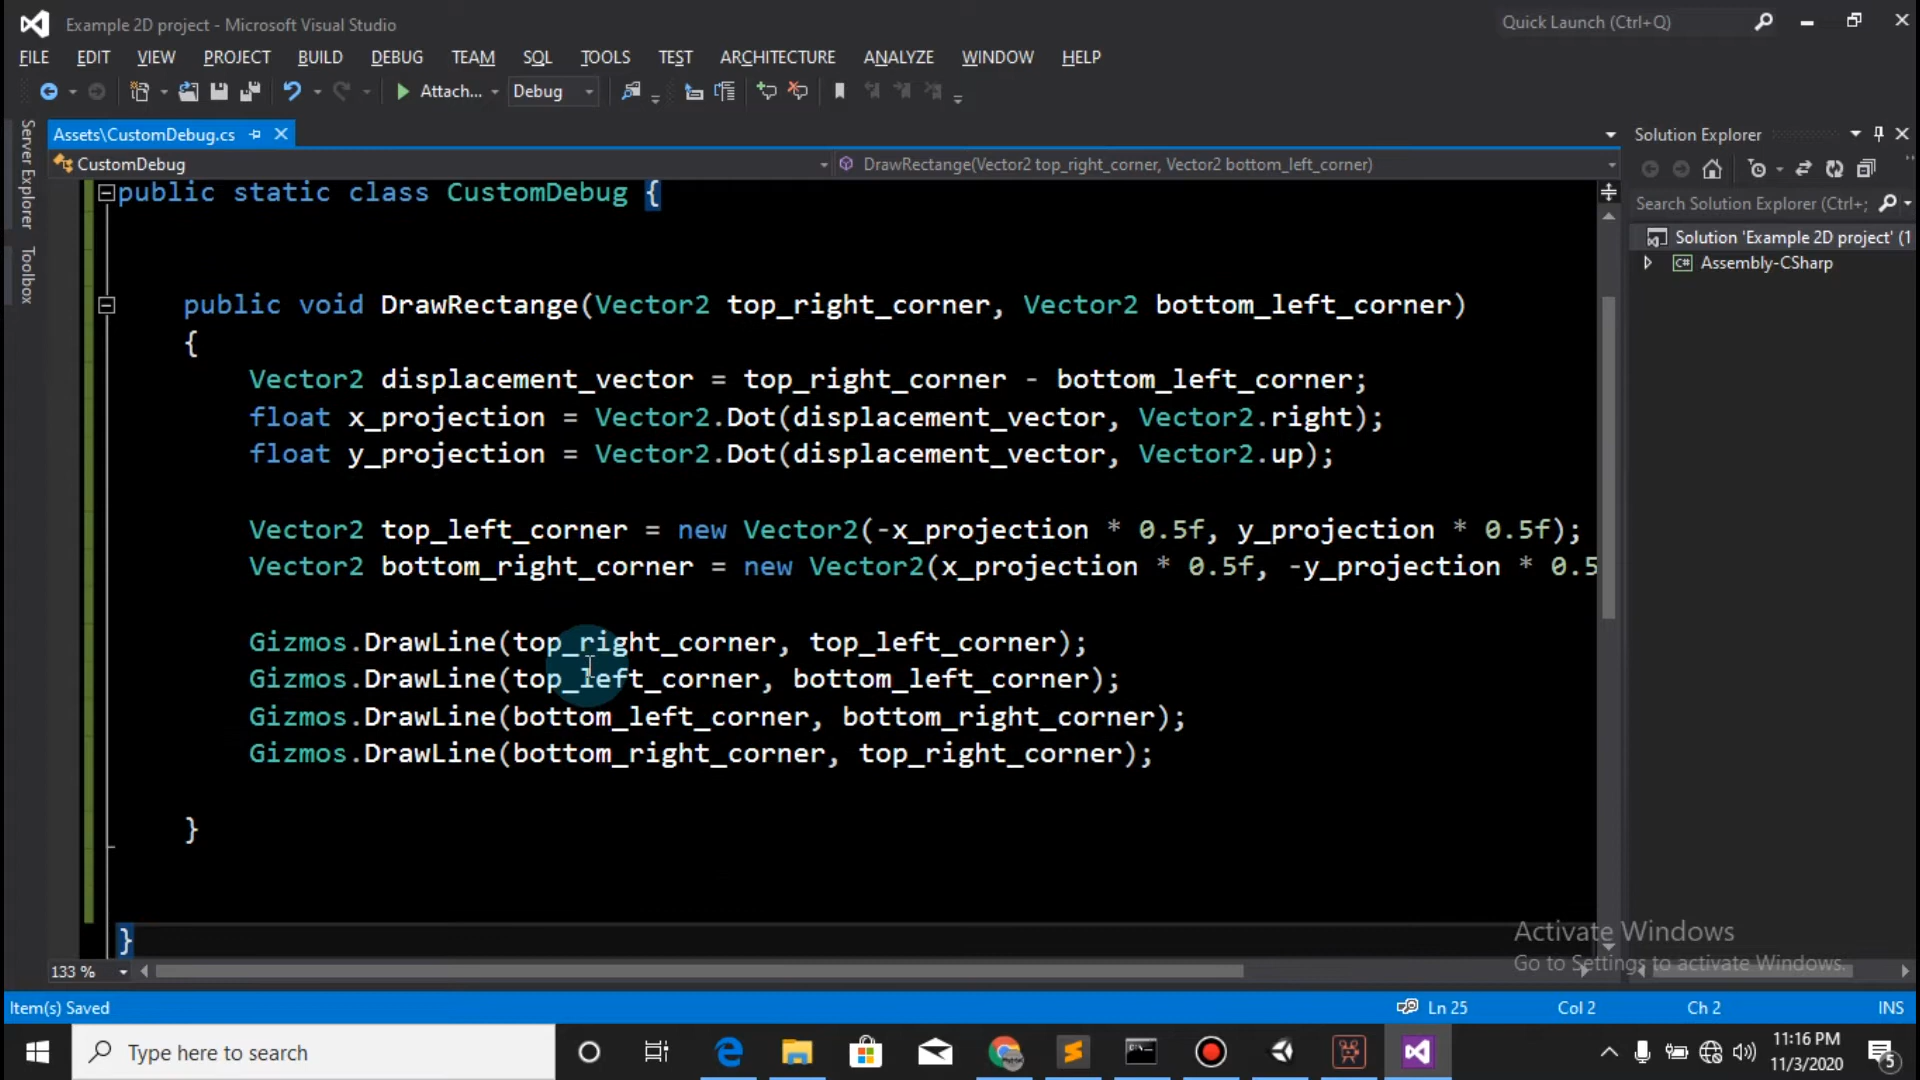 Example 2D project - Microsoft Visual Studio
Quick Launch (Ctrl+Q)
FILE EDIT VIEW PROJECT BUILD DEBUG TEAM SQL TOOLS TEST ARCHITECTURE ANALYZE WINDOW HELP
Attach... Debug
Server Explorer
Toolbox
Assets\CustomDebug.cs
CustomDebug
DrawRectange(Vector2 top_right_corner, Vector2 bottom_left_corner)
public static class CustomDebug {
public void DrawRectange(Vector2 top_right_corner, Vector2 bottom_left_corner)
{
Vector2 displacement_vector = top_right_corner - bottom_left_corner;
float x_projection = Vector2.Dot(displacement_vector, Vector2.right);
float y_projection = Vector2.Dot(displacement_vector, Vector2.up);
Vector2 top_left_corner = new Vector2(-x_projection * 0.5f, y_projection * 0.5f);
Vector2 bottom_right_corner = new Vector2(x_projection * 0.5f, -y_projection * 0.5
Gizmos.DrawLine(top_right_corner, top_left_corner);
Gizmos.DrawLine(top_left_corner, bottom_left_corner);
Gizmos.DrawLine(bottom_left_corner, bottom_right_corner);
Gizmos.DrawLine(bottom_right_corner, top_right_corner);
}
}
Solution Explorer
Search Solution Explorer (Ctrl+;
Solution 'Example 2D project' (1
C# Assembly-CSharp
Activate Windows
Go to Settings to activate Windows.
133 %
Item(s) Saved
Ln 25 Col 2 Ch 2 INS
Type here to search
11:16 PM
11/3/2020
5